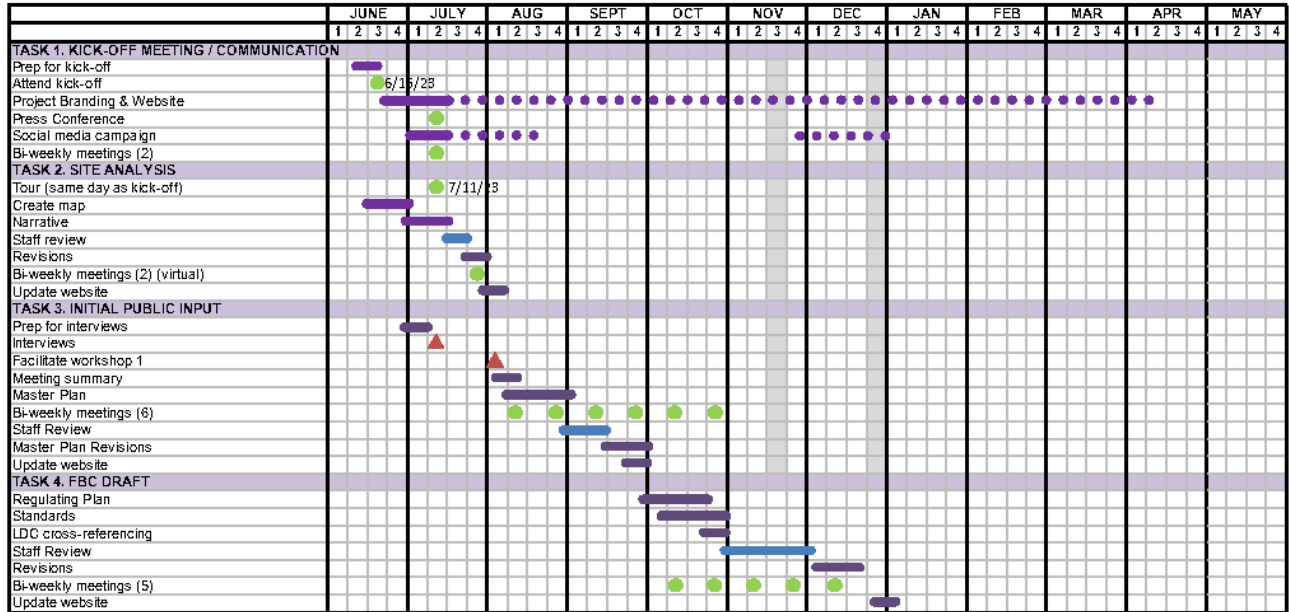 JUNE JULY AUG SEPT OCT NOV DEC JAN FEB MAR APR MAY
1 2 3 4 1 2 3 4 1 2 3 4 1 2 3 4 1 2 3 4 1 2 3 4 1 2 3 4 1 2 3 4 1 2 3 4 1 2 3 4 1 2 3 4 1 2 3 4
TASK 1. KICK-OFF MEETING / COMMUNICATION
Prep for kick-off
Attend kick-off 6/15/23
Project Branding & Website
Press Conference
Social media campaign
Bi-weekly meetings (2)
TASK 2. SITE ANALYSIS
Tour (same day as kick-off) 7/11/23
Create map
Narrative
Staff review
Revisions
Bi-weekly meetings (2) (virtual)
Update website
TASK 3. INITIAL PUBLIC INPUT
Prep for interviews
Interviews
Facilitate workshop 1
Meeting summary
Master Plan
Bi-weekly meetings (6)
Staff Review
Master Plan Revisions
Update website
TASK 4. FBC DRAFT
Regulating Plan
Standards
LDC cross-referencing
Staff Review
Revisions
Bi-weekly meetings (5)
Update website